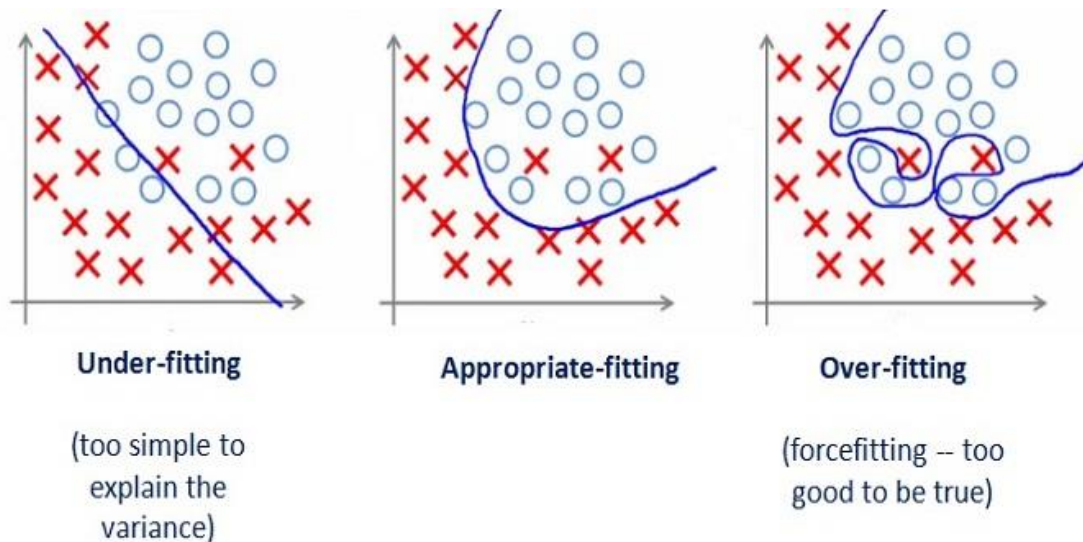 Under-fitting
Appropriate-fitting
Over-fitting
(too simple to
explain the
variance)
(forcefitting -- too
good to be true)